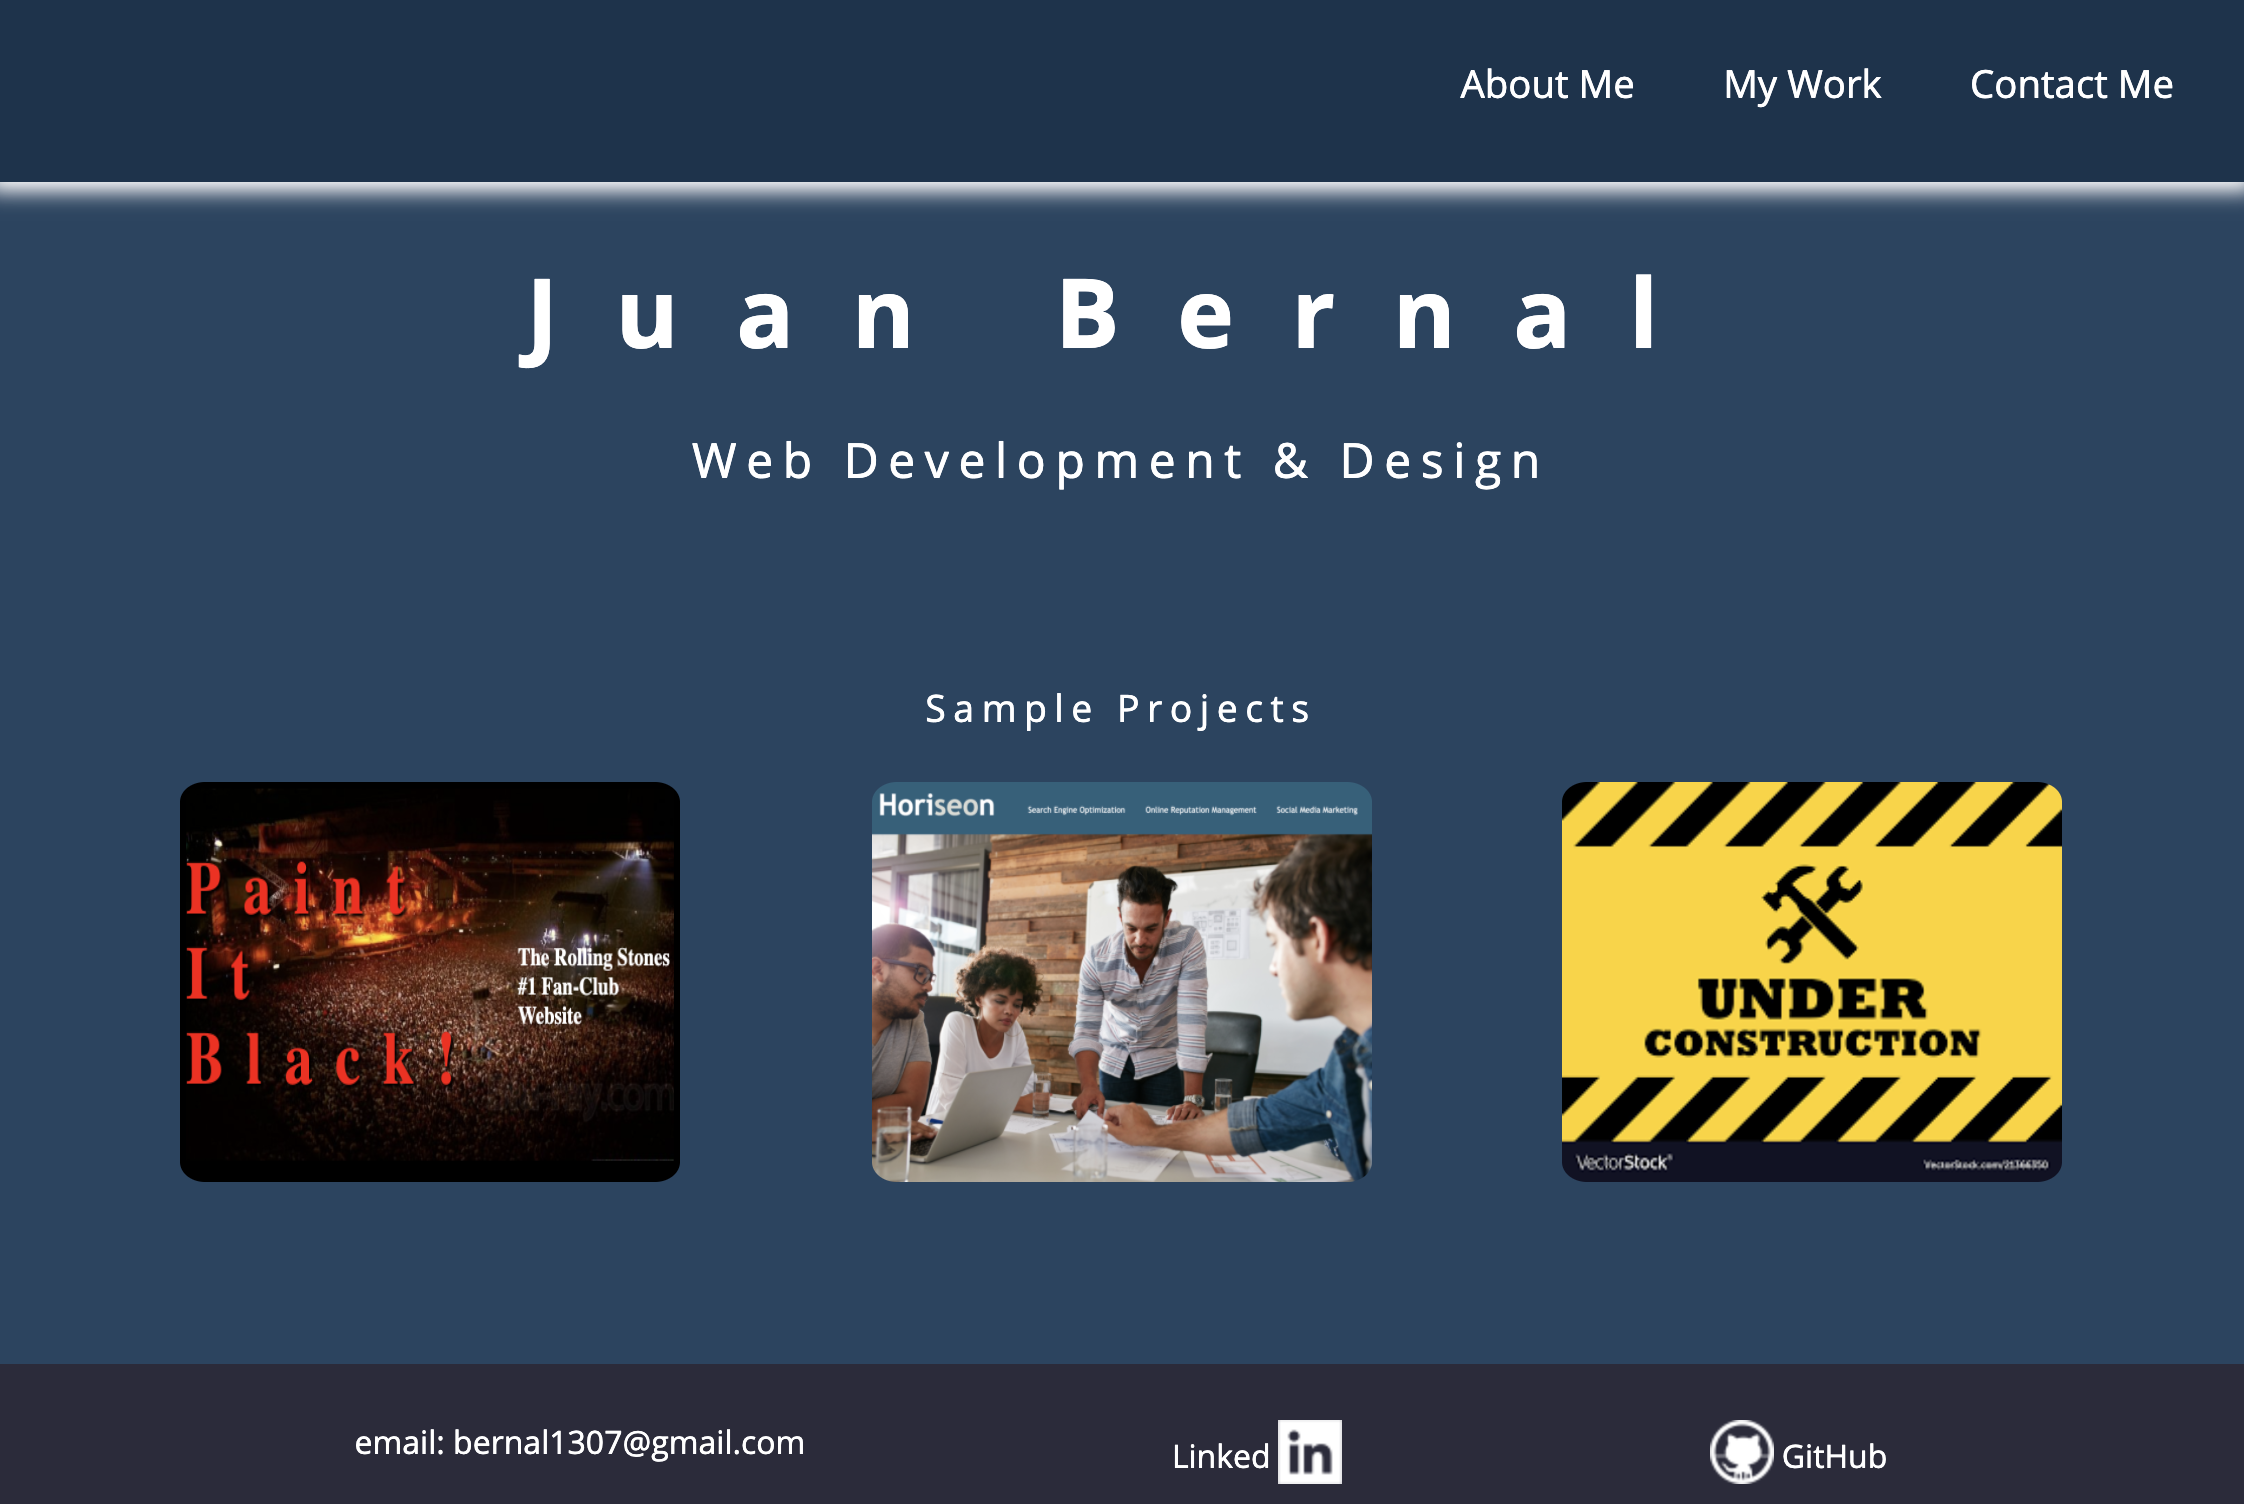 About Me My Work Contact Me
Juan Bernal
Web Development & Design
Sample Projects
Paint
It
Black!
The Rolling Stones
#1 Fan-Club
Website
Horiseon Search Engine Optimization Online Reputation Management Social Media Marketing
UNDER
CONSTRUCTION
VectorStock® VectorStock.com/21366350
email: bernal1307@gmail.com
Linked in
GitHub